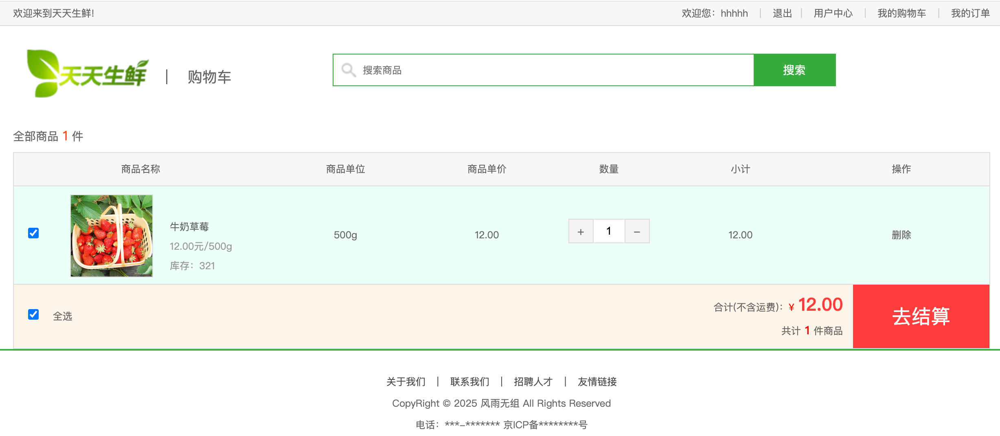 欢迎来到天天生鲜!
欢迎您：hhhhh | 退出 | 用户中心 | 我的购物车 | 我的订单
天天生鲜 | 购物车
搜索商品 搜索
全部商品 1 件
商品名称 商品单位 商品单价 数量 小计 操作
牛奶草莓
12.00元/500g
库存：321
500g 12.00 + 1 − 12.00 删除
全选
合计(不含运费)：¥ 12.00
共计 1 件商品
去结算
关于我们 | 联系我们 | 招聘人才 | 友情链接
CopyRight © 2025 风雨无组 All Rights Reserved
电话：***-******* 京ICP备********号